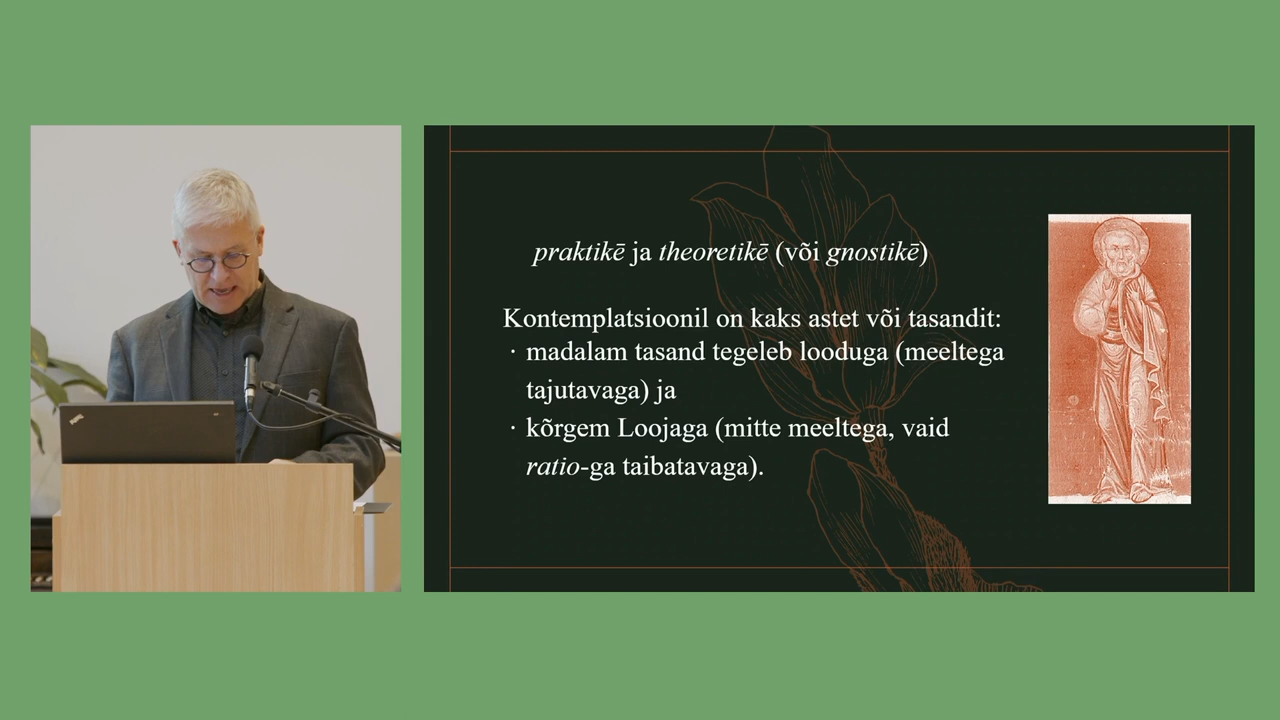 praktikē ja theoretikē (või gnostikē)
Kontemplatsioonil on kaks astet või tasandit:
· madalam tasand tegeleb looduga (meeltega
tajutavaga) ja
· kõrgem Loojaga (mitte meeltega, vaid
ratio-ga taibatavaga).